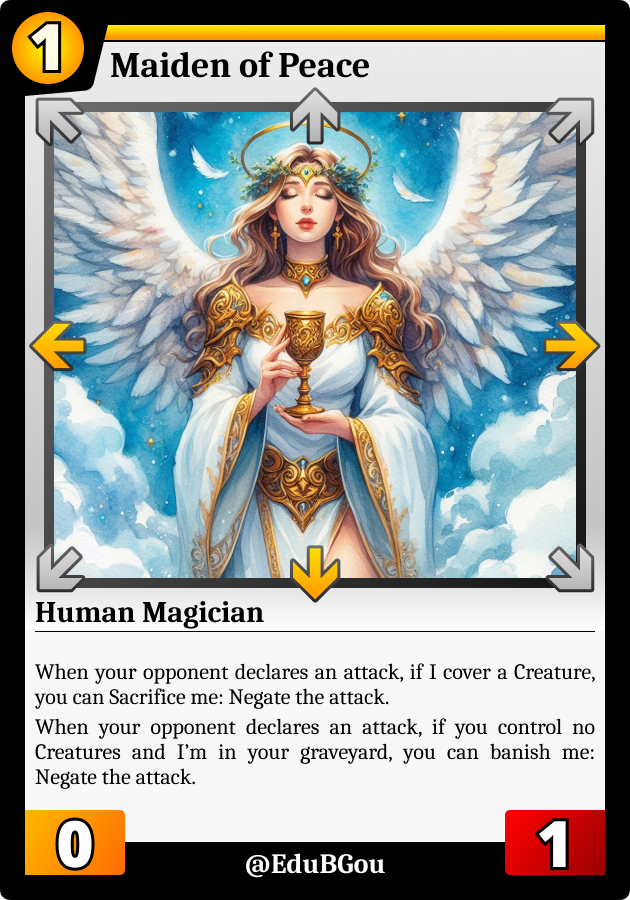 1
Maiden of Peace
Human Magician
When your opponent declares an attack, if I cover a Creature,
you can Sacrifice me: Negate the attack.
When your opponent declares an attack, if you control no
Creatures and I'm in your graveyard, you can banish me:
Negate the attack.
0
@EduBGou
1